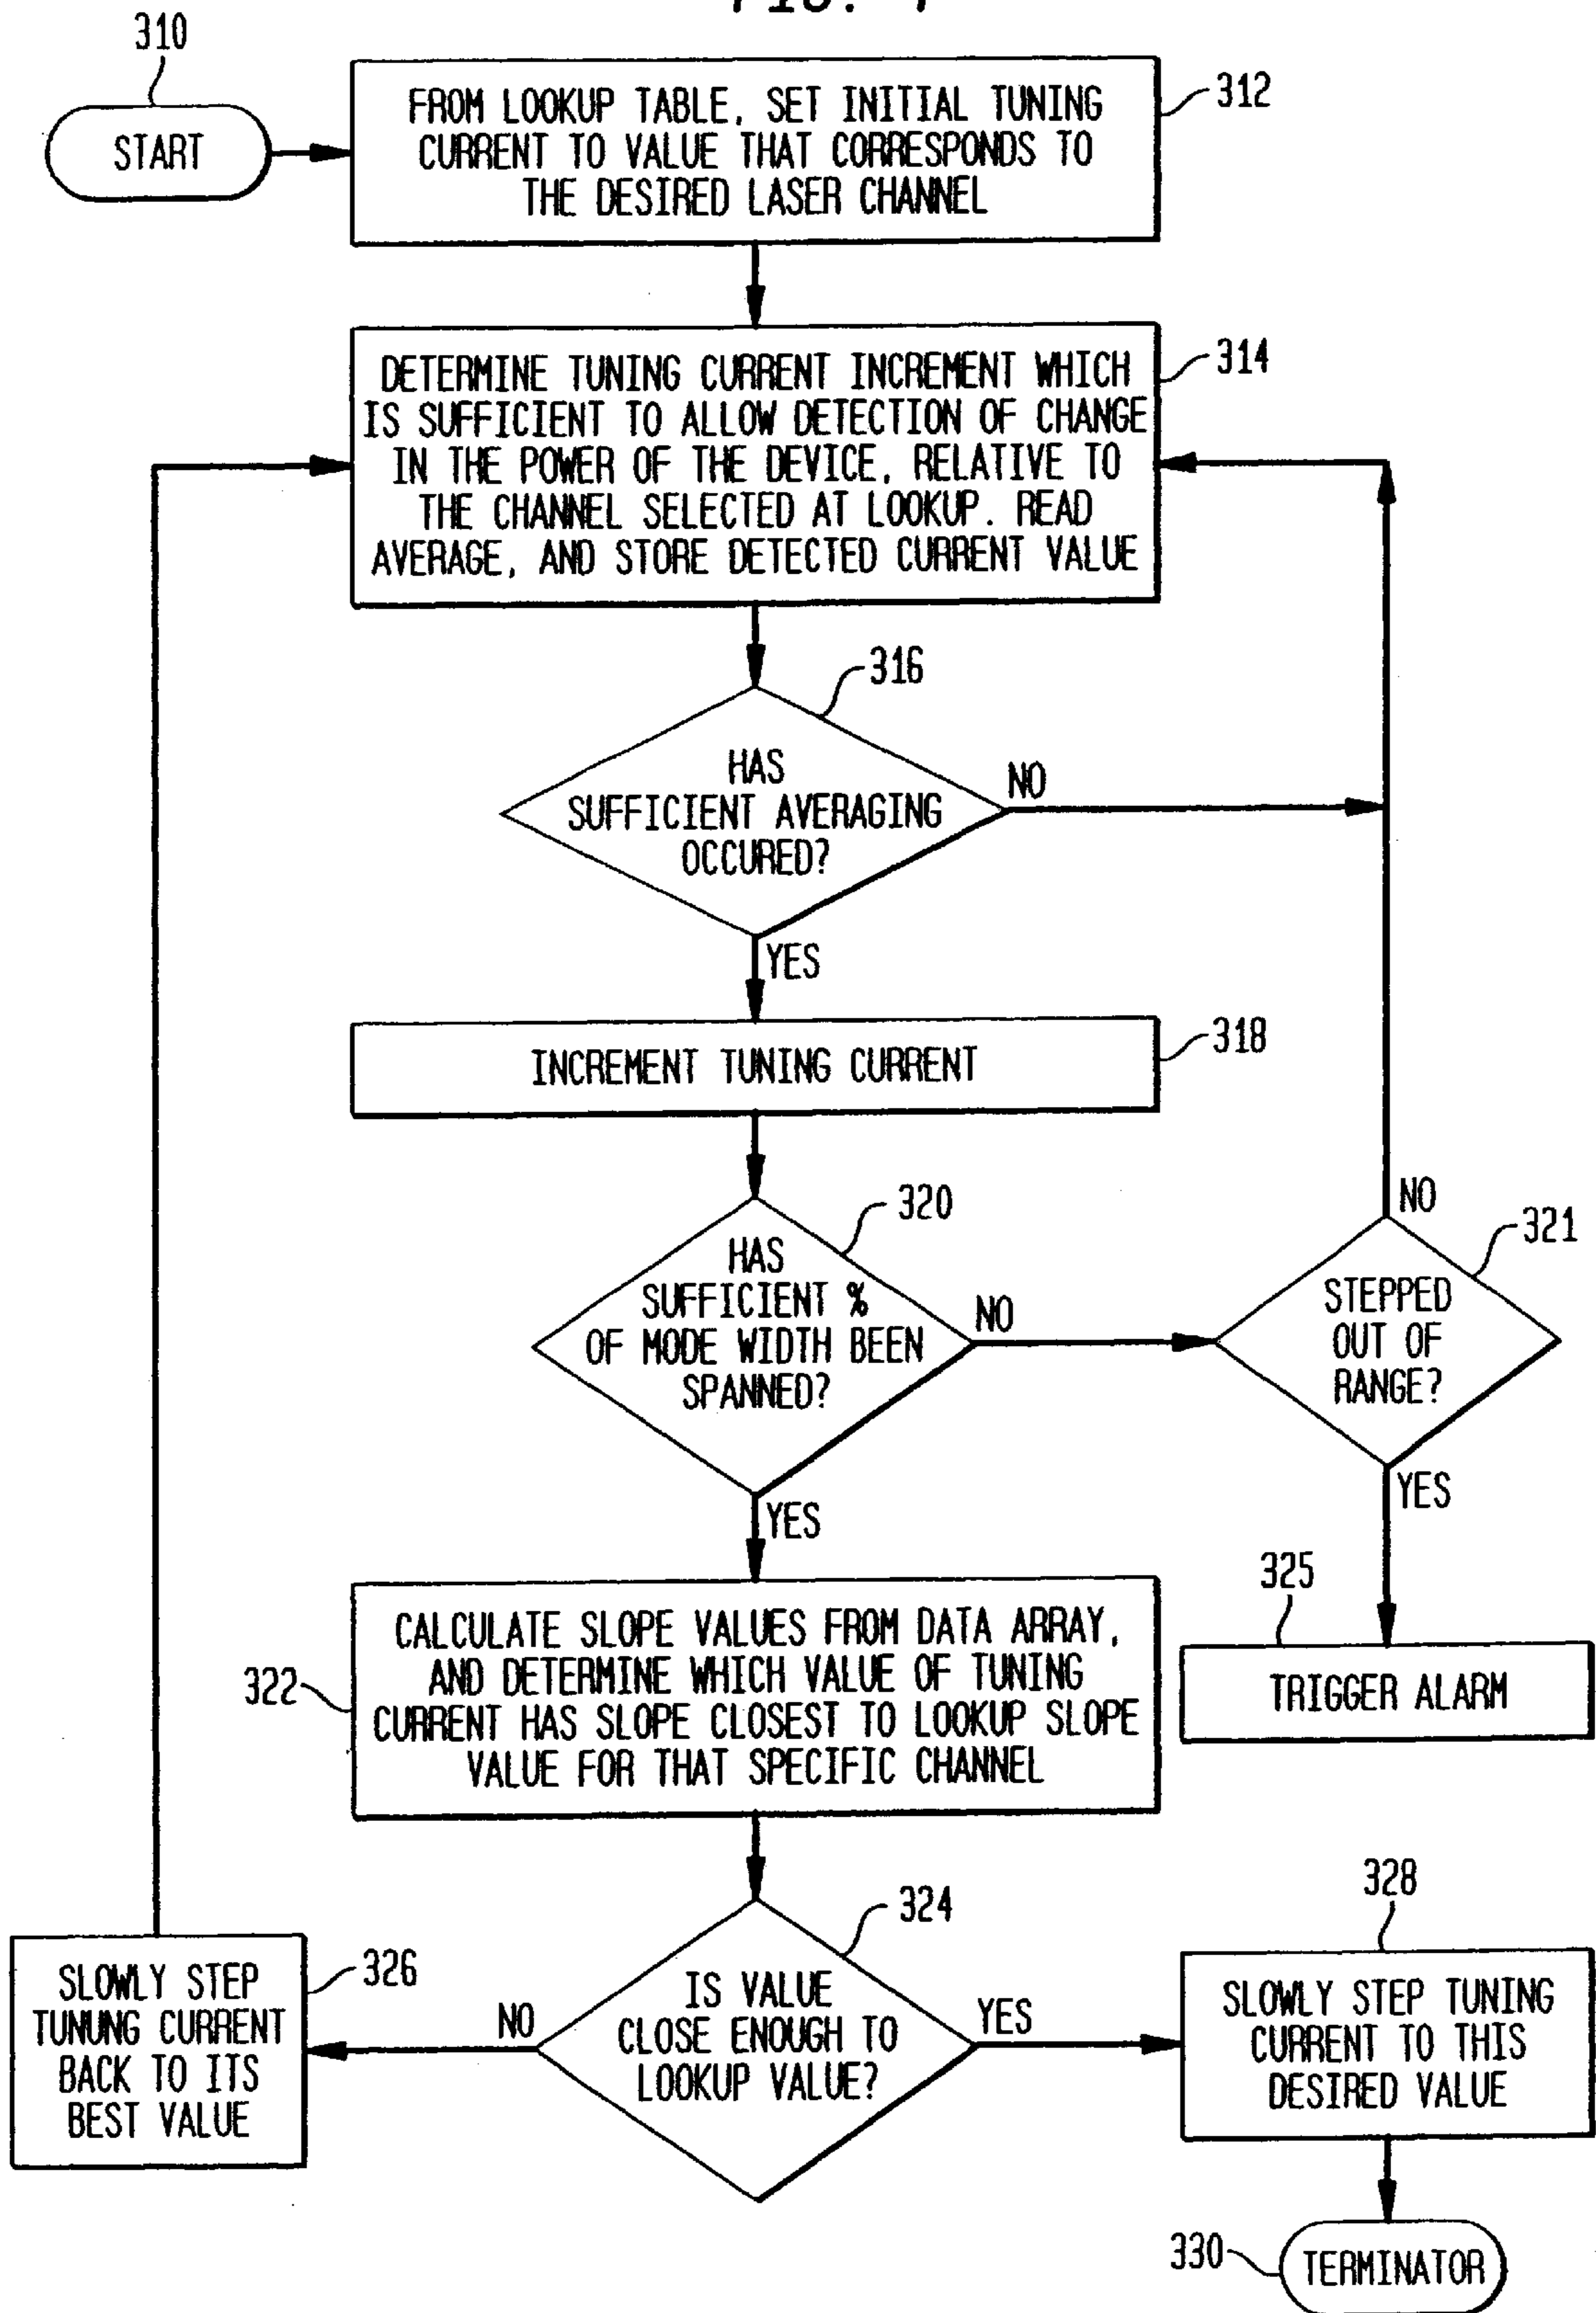 310
START
FROM LOOKUP TABLE, SET INITIAL TUNING
CURRENT TO VALUE THAT CORRESPONDS TO
THE DESIRED LASER CHANNEL
312
DETERMINE TUNING CURRENT INCREMENT WHICH
IS SUFFICIENT TO ALLOW DETECTION OF CHANGE
IN THE POWER OF THE DEVICE, RELATIVE TO
THE CHANNEL SELECTED AT LOOKUP. READ
AVERAGE, AND STORE DETECTED CURRENT VALUE
314
316
HAS
SUFFICIENT AVERAGING
OCCURED?
NO
YES
INCREMENT TUNING CURRENT
318
320
HAS
SUFFICIENT %
OF MODE WIDTH BEEN
SPANNED?
NO
YES
321
STEPPED
OUT OF
RANGE?
NO
YES
325
TRIGGER ALARM
322
CALCULATE SLOPE VALUES FROM DATA ARRAY,
AND DETERMINE WHICH VALUE OF TUNING
CURRENT HAS SLOPE CLOSEST TO LOOKUP SLOPE
VALUE FOR THAT SPECIFIC CHANNEL
324
IS VALUE
CLOSE ENOUGH TO
LOOKUP VALUE?
NO
YES
326
SLOWLY STEP
TUNUNG CURRENT
BACK TO ITS
BEST VALUE
328
SLOWLY STEP TUNING
CURRENT TO THIS
DESIRED VALUE
330
TERMINATOR